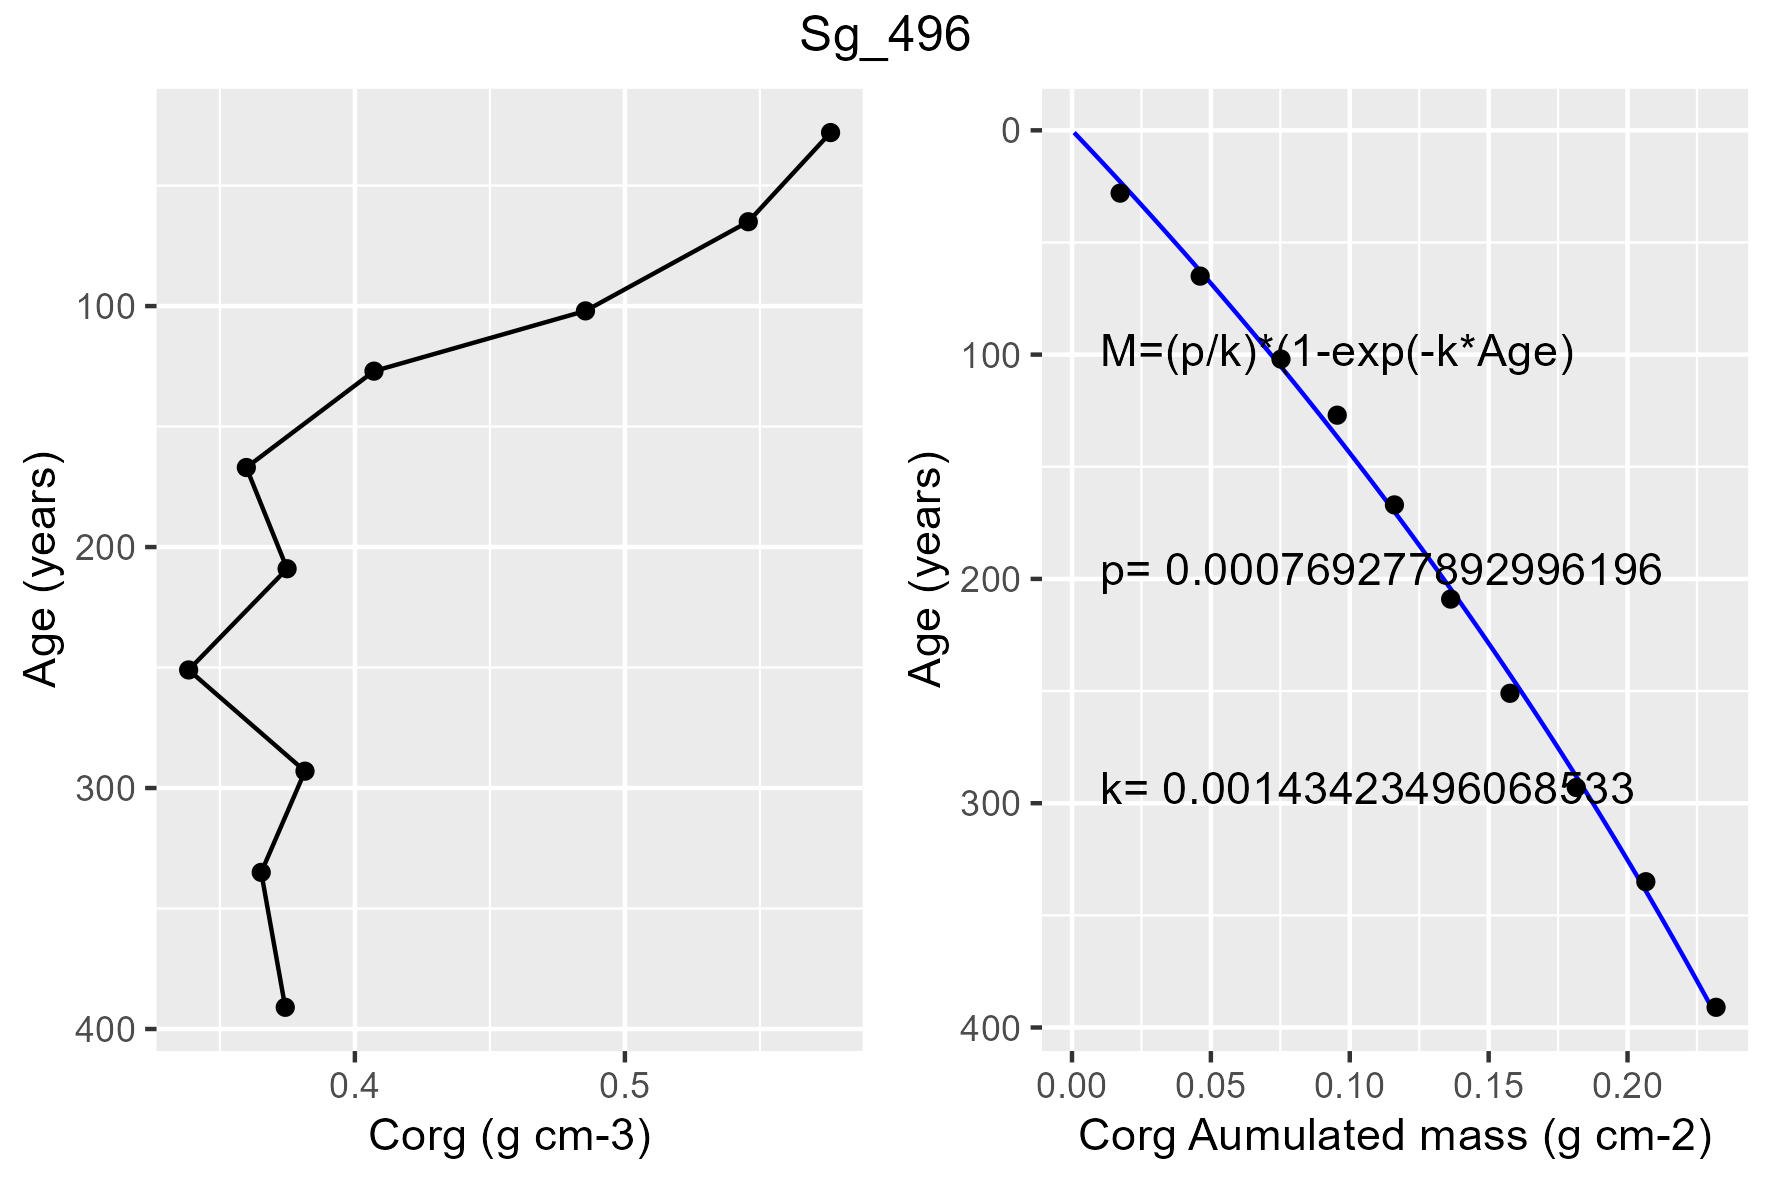 Sg_496
Age (years)
100
200
300
400
0.4
0.5
Corg (g cm-3)
Age (years)
0
100
200
300
400
M=(p/k)*(1-exp(-k*Age)
p= 0.000769277892996196
k= 0.00143423496068533
0.00
0.05
0.10
0.15
0.20
Corg Aumulated mass (g cm-2)